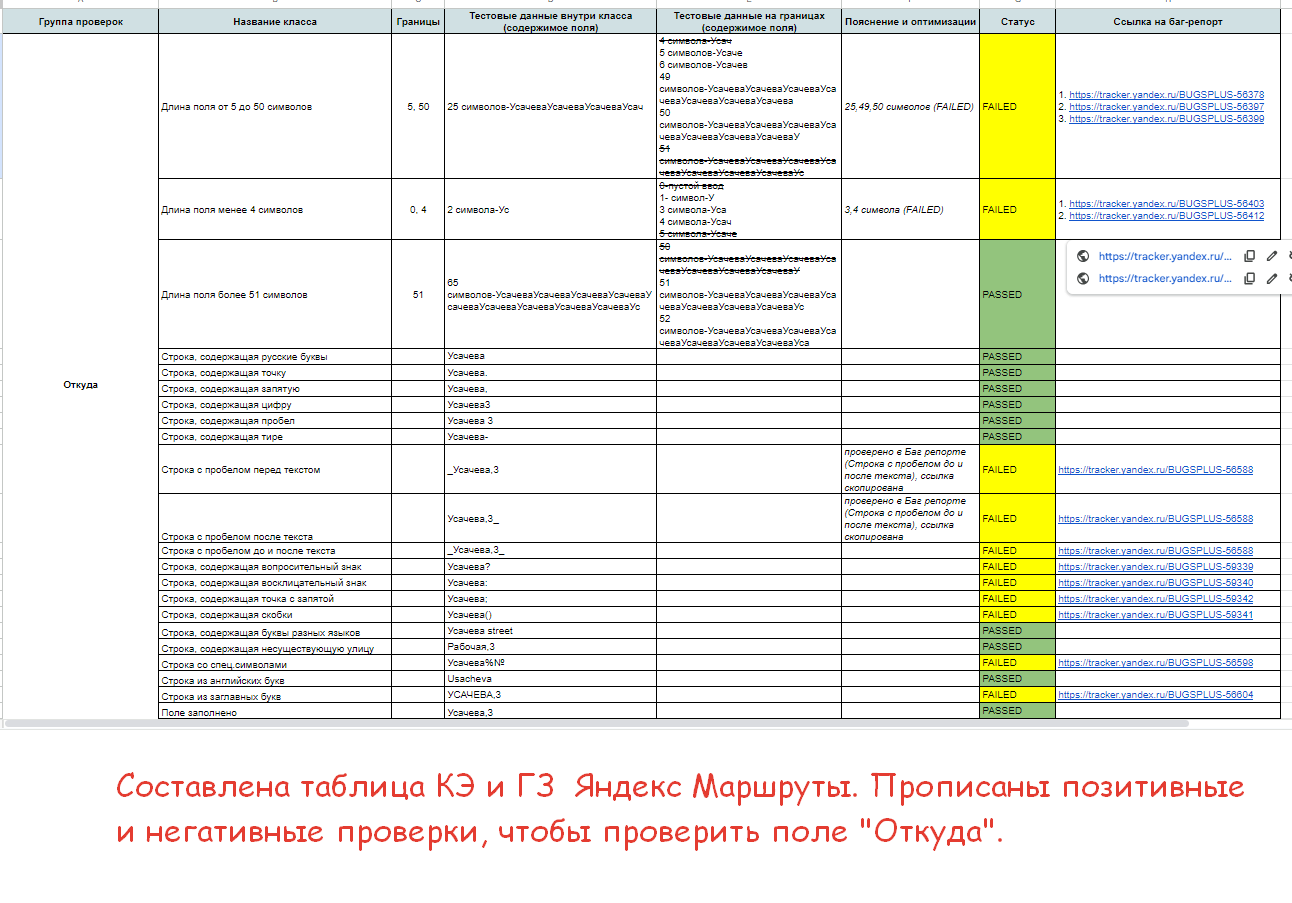 Группа проверок
Название класса
Границы
Тестовые данные внутри класса
(содержимое поля)
Тестовые данные на границах
(содержимое поля)
Пояснение и оптимизации
Статус
Ссылка на баг-репорт
Откуда
Длина поля от 5 до 50 символов
5, 50
25 символов-УсачеваУсачеваУсачеваУсач
4 символа-Усач
5 символов-Усаче
6 символов-Усачев
49
символов-УсачеваУсачеваУсачеваУса
чеваУсачеваУсачеваУсачева
50
символов-УсачеваУсачеваУсачеваУса
чеваУсачеваУсачеваУсачеваУ
51
символов-УсачеваУсачеваУсачеваУса
чеваУсачеваУсачеваУсачеваУс
25,49,50 символов (FAILED)
FAILED
1. https://tracker.yandex.ru/BUGSPLUS-56378
2. https://tracker.yandex.ru/BUGSPLUS-56397
3. https://tracker.yandex.ru/BUGSPLUS-56399
Длина поля менее 4 символов
0, 4
2 символа-Ус
0-пустой ввод
1- символ-У
3 символа-Уса
4 символа-Усач
5 символа-Усаче
3,4 символа (FAILED)
FAILED
1. https://tracker.yandex.ru/BUGSPLUS-56403
2. https://tracker.yandex.ru/BUGSPLUS-56412
Длина поля более 51 символов
51
65
символов-УсачеваУсачеваУсачеваУсачеваУ
сачеваУсачеваУсачеваУсачеваУсачеваУс
50
символов-УсачеваУсачеваУсачеваУса
чеваУсачеваУсачеваУсачеваУ
51
символов-УсачеваУсачеваУсачеваУса
чеваУсачеваУсачеваУсачеваУс
52
символов-УсачеваУсачеваУсачеваУса
чеваУсачеваУсачеваУсачеваУса
PASSED
https://tracker.yandex.ru/...
https://tracker.yandex.ru/...
Строка, содержащая русские буквы
Усачева
PASSED
Строка, содержащая точку
Усачева.
PASSED
Строка, содержащая запятую
Усачева,
PASSED
Строка, содержащая цифру
Усачева3
PASSED
Строка, содержащая пробел
Усачева 3
PASSED
Строка, содержащая тире
Усачева-
PASSED
Строка с пробелом перед текстом
_Усачева,3
проверено в Баг репорте
(Строка с пробелом до и
после текста), ссылка
скопирована
FAILED
https://tracker.yandex.ru/BUGSPLUS-56588
Строка с пробелом после текста
Усачева,3_
проверено в Баг репорте
(Строка с пробелом до и
после текста), ссылка
скопирована
FAILED
https://tracker.yandex.ru/BUGSPLUS-56588
Строка с пробелом до и после текста
_Усачева,3_
FAILED
https://tracker.yandex.ru/BUGSPLUS-56588
Строка, содержащая вопросительный знак
Усачева?
FAILED
https://tracker.yandex.ru/BUGSPLUS-59339
Строка, содержащая восклицательный знак
Усачева:
FAILED
https://tracker.yandex.ru/BUGSPLUS-59340
Строка, содержащая точка с запятой
Усачева;
FAILED
https://tracker.yandex.ru/BUGSPLUS-59342
Строка, содержащая скобки
Усачева()
FAILED
https://tracker.yandex.ru/BUGSPLUS-59341
Строка, содержащая буквы разных языков
Усачева street
PASSED
Строка, содержащая несуществующую улицу
Рабочая,3
PASSED
Строка со спец.символами
Усачева%№
FAILED
https://tracker.yandex.ru/BUGSPLUS-56598
Строка из английских букв
Usacheva
PASSED
Строка из заглавных букв
УСАЧЕВА,3
FAILED
https://tracker.yandex.ru/BUGSPLUS-56604
Поле заполнено
Усачева,3
PASSED
Составлена таблица КЭ и ГЗ Яндекс Маршруты. Прописаны позитивные
и негативные проверки, чтобы проверить поле "Откуда".